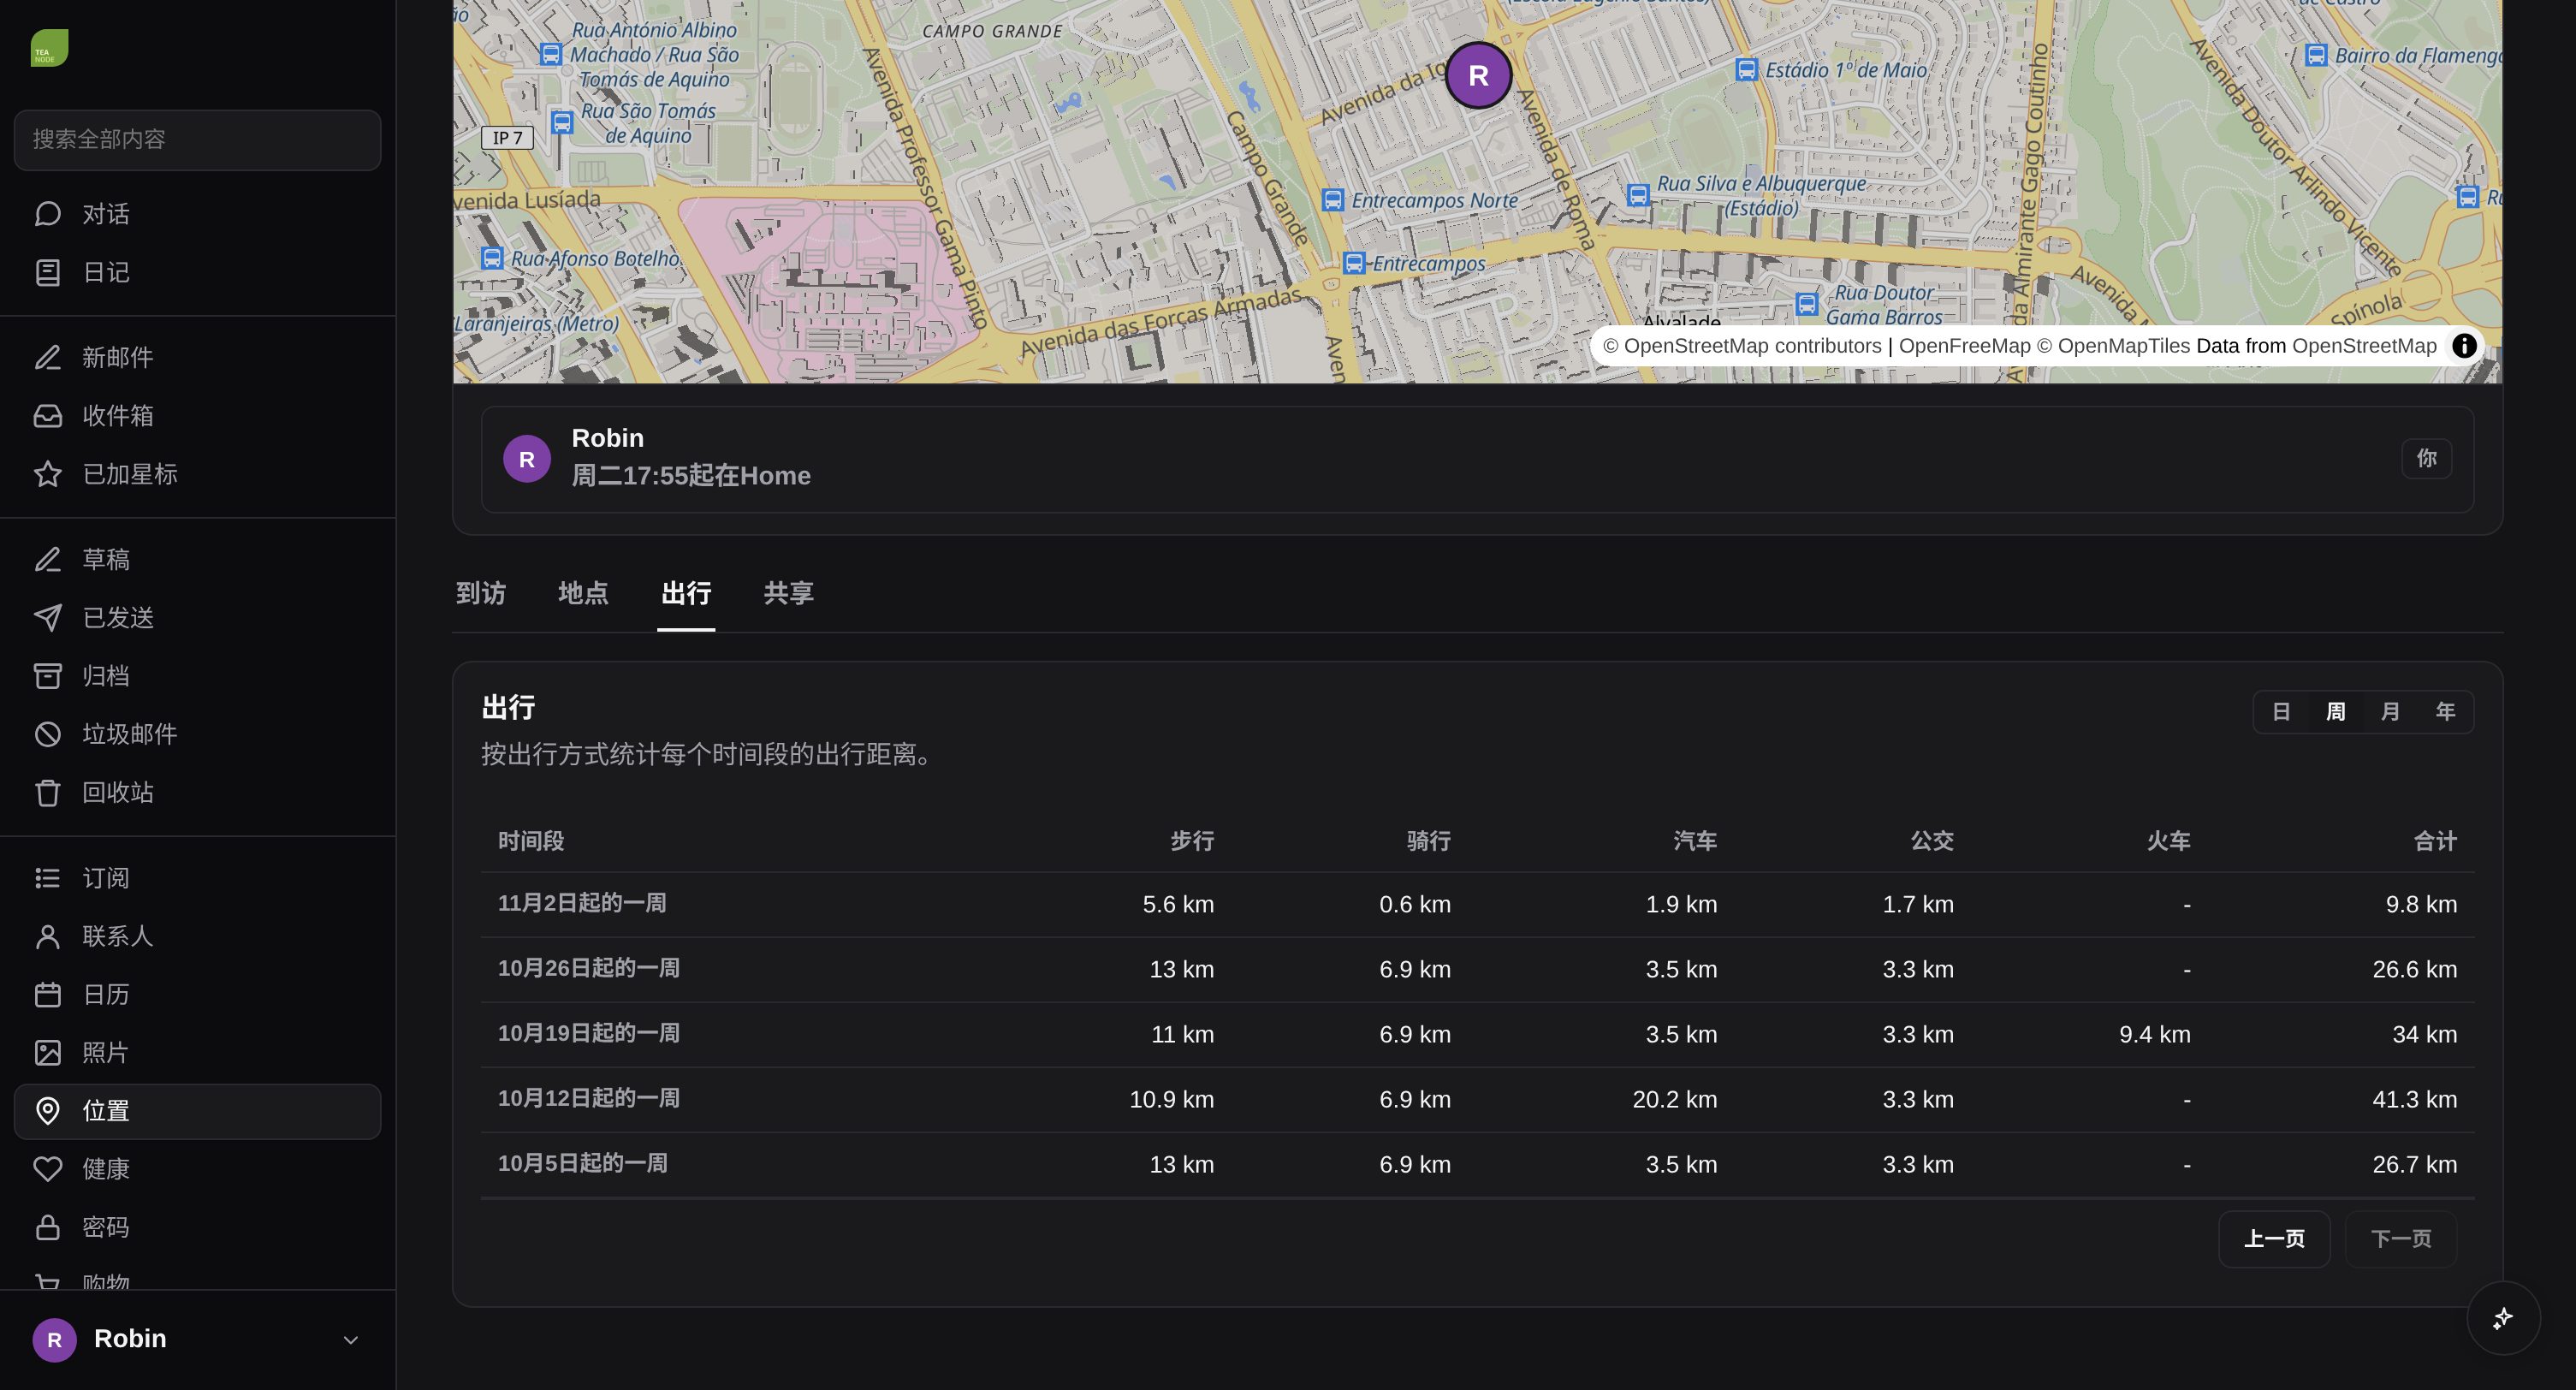 TEA
NODE
搜索全部内容
对话
日记
新邮件
收件箱
已加星标
草稿
已发送
归档
垃圾邮件
回收站
订阅
联系人
日历
照片
位置
健康
密码
购物
R
Robin
Rua António Albino
Machado / Rua São
Tomás de Aquino
Rua São Tomás
de Aquino
IP 7
CAMPO GRANDE
Avenida Professor Gama Pinto
Campo Grande
Avenida de Roma
R
Estádio 1º de Maio
Avenida Doutor Arlindo Vicente
Entrecampos Norte
Rua Silva e Albuquerque
(Estádio)
Rua Afonso Botelho
Entrecampos
Laranjeiras (Metro)
Avenida das Forças Armadas
Rua Doutor
Gama Barros
Spínola
Alvalade
© OpenStreetMap contributors | OpenFreeMap © OpenMapTiles Data from OpenStreetMap
R
Robin
周二17:55起在Home
你
到访
地点
出行
共享
出行
按出行方式统计每个时间段的出行距离。
日 周 月 年
时间段 步行 骑行 汽车 公交 火车 合计
11月2日起的一周 5.6 km 0.6 km 1.9 km 1.7 km - 9.8 km
10月26日起的一周 13 km 6.9 km 3.5 km 3.3 km - 26.6 km
10月19日起的一周 11 km 6.9 km 3.5 km 3.3 km 9.4 km 34 km
10月12日起的一周 10.9 km 6.9 km 20.2 km 3.3 km - 41.3 km
10月5日起的一周 13 km 6.9 km 3.5 km 3.3 km - 26.7 km
上一页 下一页